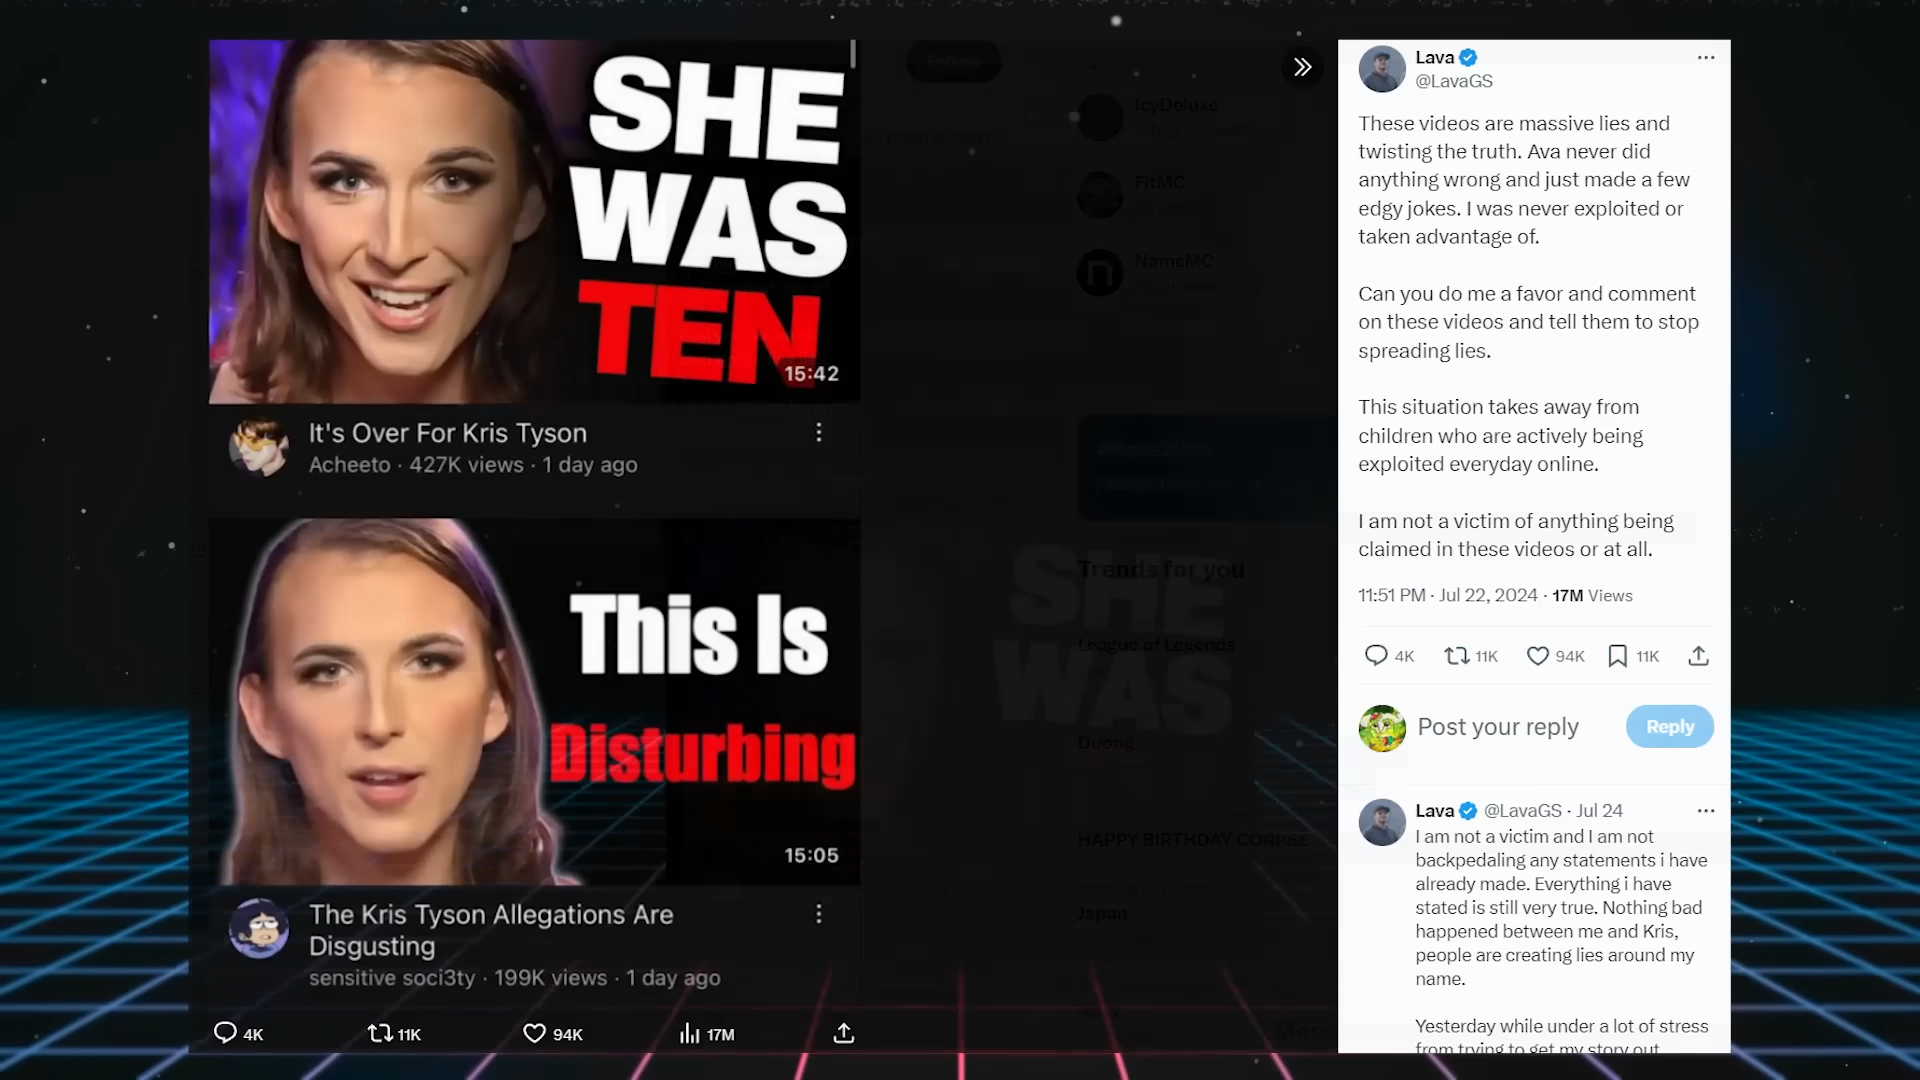 SHE
WAS
TEN
15:42
It's Over For Kris Tyson
Acheeto · 427K views · 1 day ago
This Is
Disturbing
15:05
The Kris Tyson Allegations Are
Disgusting
sensitive soci3ty · 199K views · 1 day ago
4K
11K
94K
17M
Follow
IcyDeluxe
FitMC
NameMC
SHE
WAS
Trends for you
League of Legends
Duong
HAPPY BIRTHDAY CORPSE
Japan
Lava
@LavaGS
These videos are massive lies and
twisting the truth. Ava never did
anything wrong and just made a few
edgy jokes. I was never exploited or
taken advantage of.
Can you do me a favor and comment
on these videos and tell them to stop
spreading lies.
This situation takes away from
children who are actively being
exploited everyday online.
I am not a victim of anything being
claimed in these videos or at all.
11:51 PM · Jul 22, 2024 · 17M Views
4K
11K
94K
11K
Post your reply
Reply
Lava @LavaGS · Jul 24
I am not a victim and I am not
backpedaling any statements i have
already made. Everything i have
stated is still very true. Nothing bad
happened between me and Kris,
people are creating lies around my
name.
Yesterday while under a lot of stress
from trying to get my story out